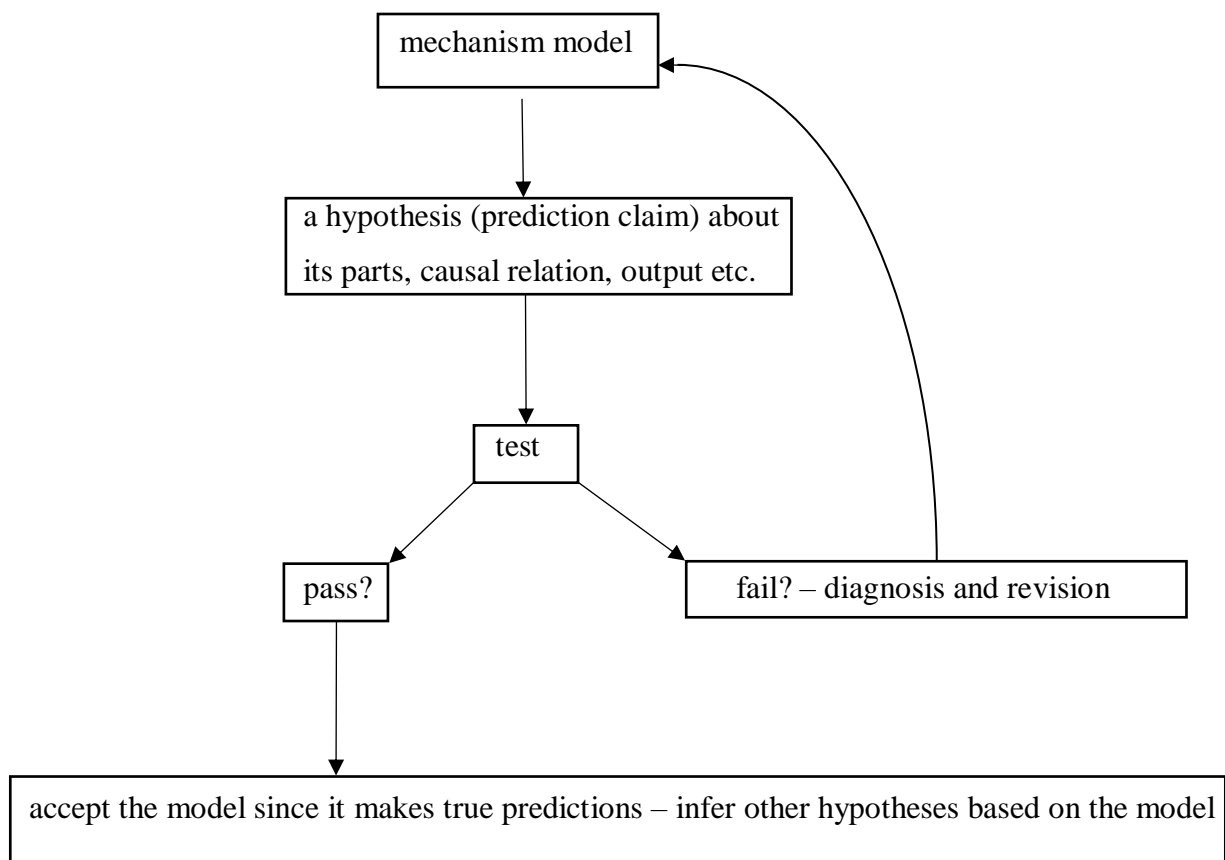 mechanism model
a hypothesis (prediction claim) about
its parts, causal relation, output etc.
test
pass?
fail? – diagnosis and revision
accept the model since it makes true predictions – infer other hypotheses based on the model